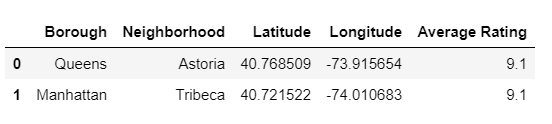 Borough Neighborhood Latitude Longitude Average Rating
0 Queens Astoria 40.768509 -73.915654 9.1
1 Manhattan Tribeca 40.721522 -74.010683 9.1